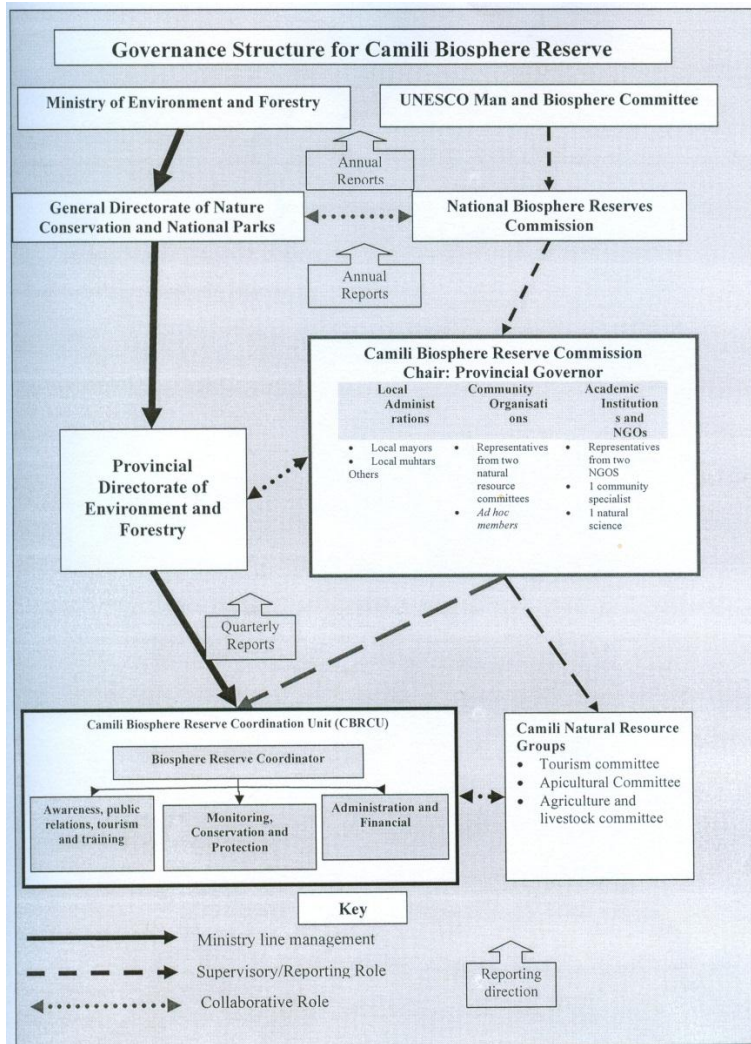 Governance Structure for Camili Biosphere Reserve
Ministry of Environment and Forestry
UNESCO Man and Biosphere Committee
Annual
Reports
General Directorate of Nature
Conservation and National Parks
National Biosphere Reserves
Commission
Annual
Reports
Camili Biosphere Reserve Commission
Chair: Provincial Governor
Local
Administ
rations
Community
Organisati
ons
Academic
Institution
s and
NGOs
• Local mayors
• Local muhtars
Others
• Representatives
from two
natural
resource
committees
• Ad hoc
members
• Representatives
from two
NGOS
• 1 community
specialist
• 1 natural
science
Provincial
Directorate of
Environment and
Forestry
Quarterly
Reports
Camili Biosphere Reserve Coordination Unit (CBRCU)
Biosphere Reserve Coordinator
Awareness, public
relations, tourism
and training
Monitoring,
Conservation and
Protection
Administration and
Financial
Camili Natural Resource
Groups
• Tourism committee
• Apicultural Committee
• Agriculture and
livestock committee
Key
Ministry line management
Supervisory/Reporting Role
Collaborative Role
Reporting
direction